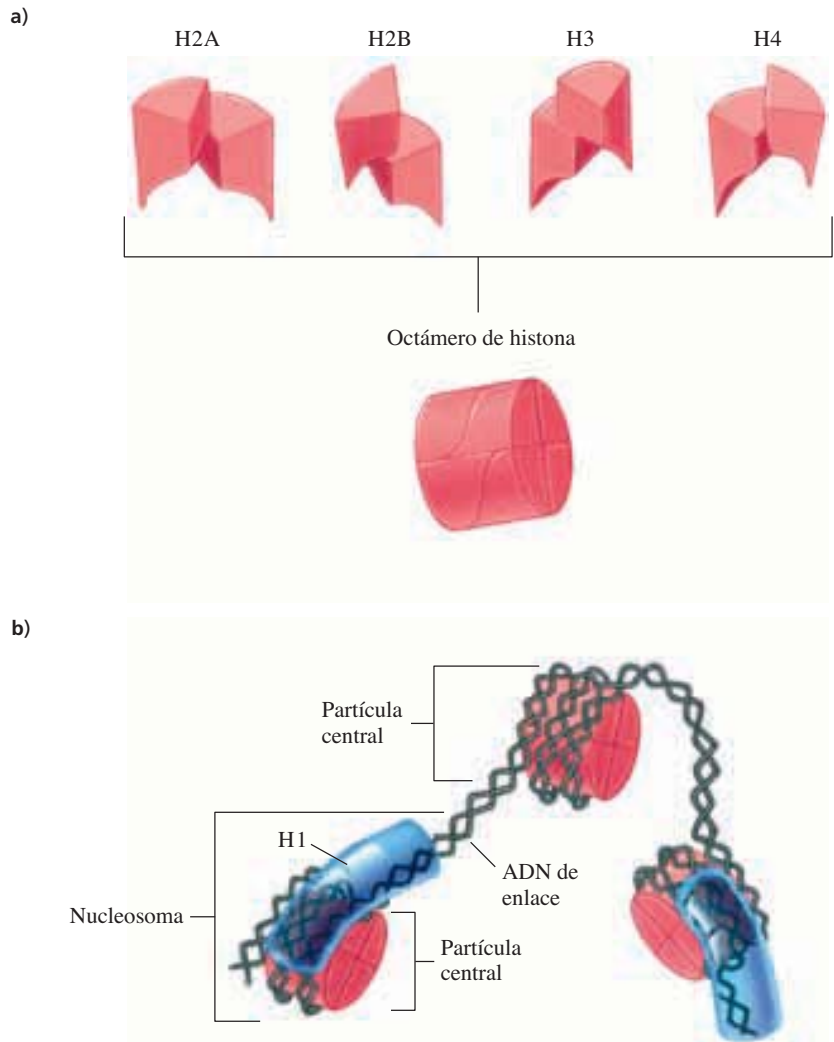 a)
H2A
H2B
H3
H4
Octámero de histona
b)
Partícula
central
H1
ADN de
enlace
Nucleosoma
Partícula
central